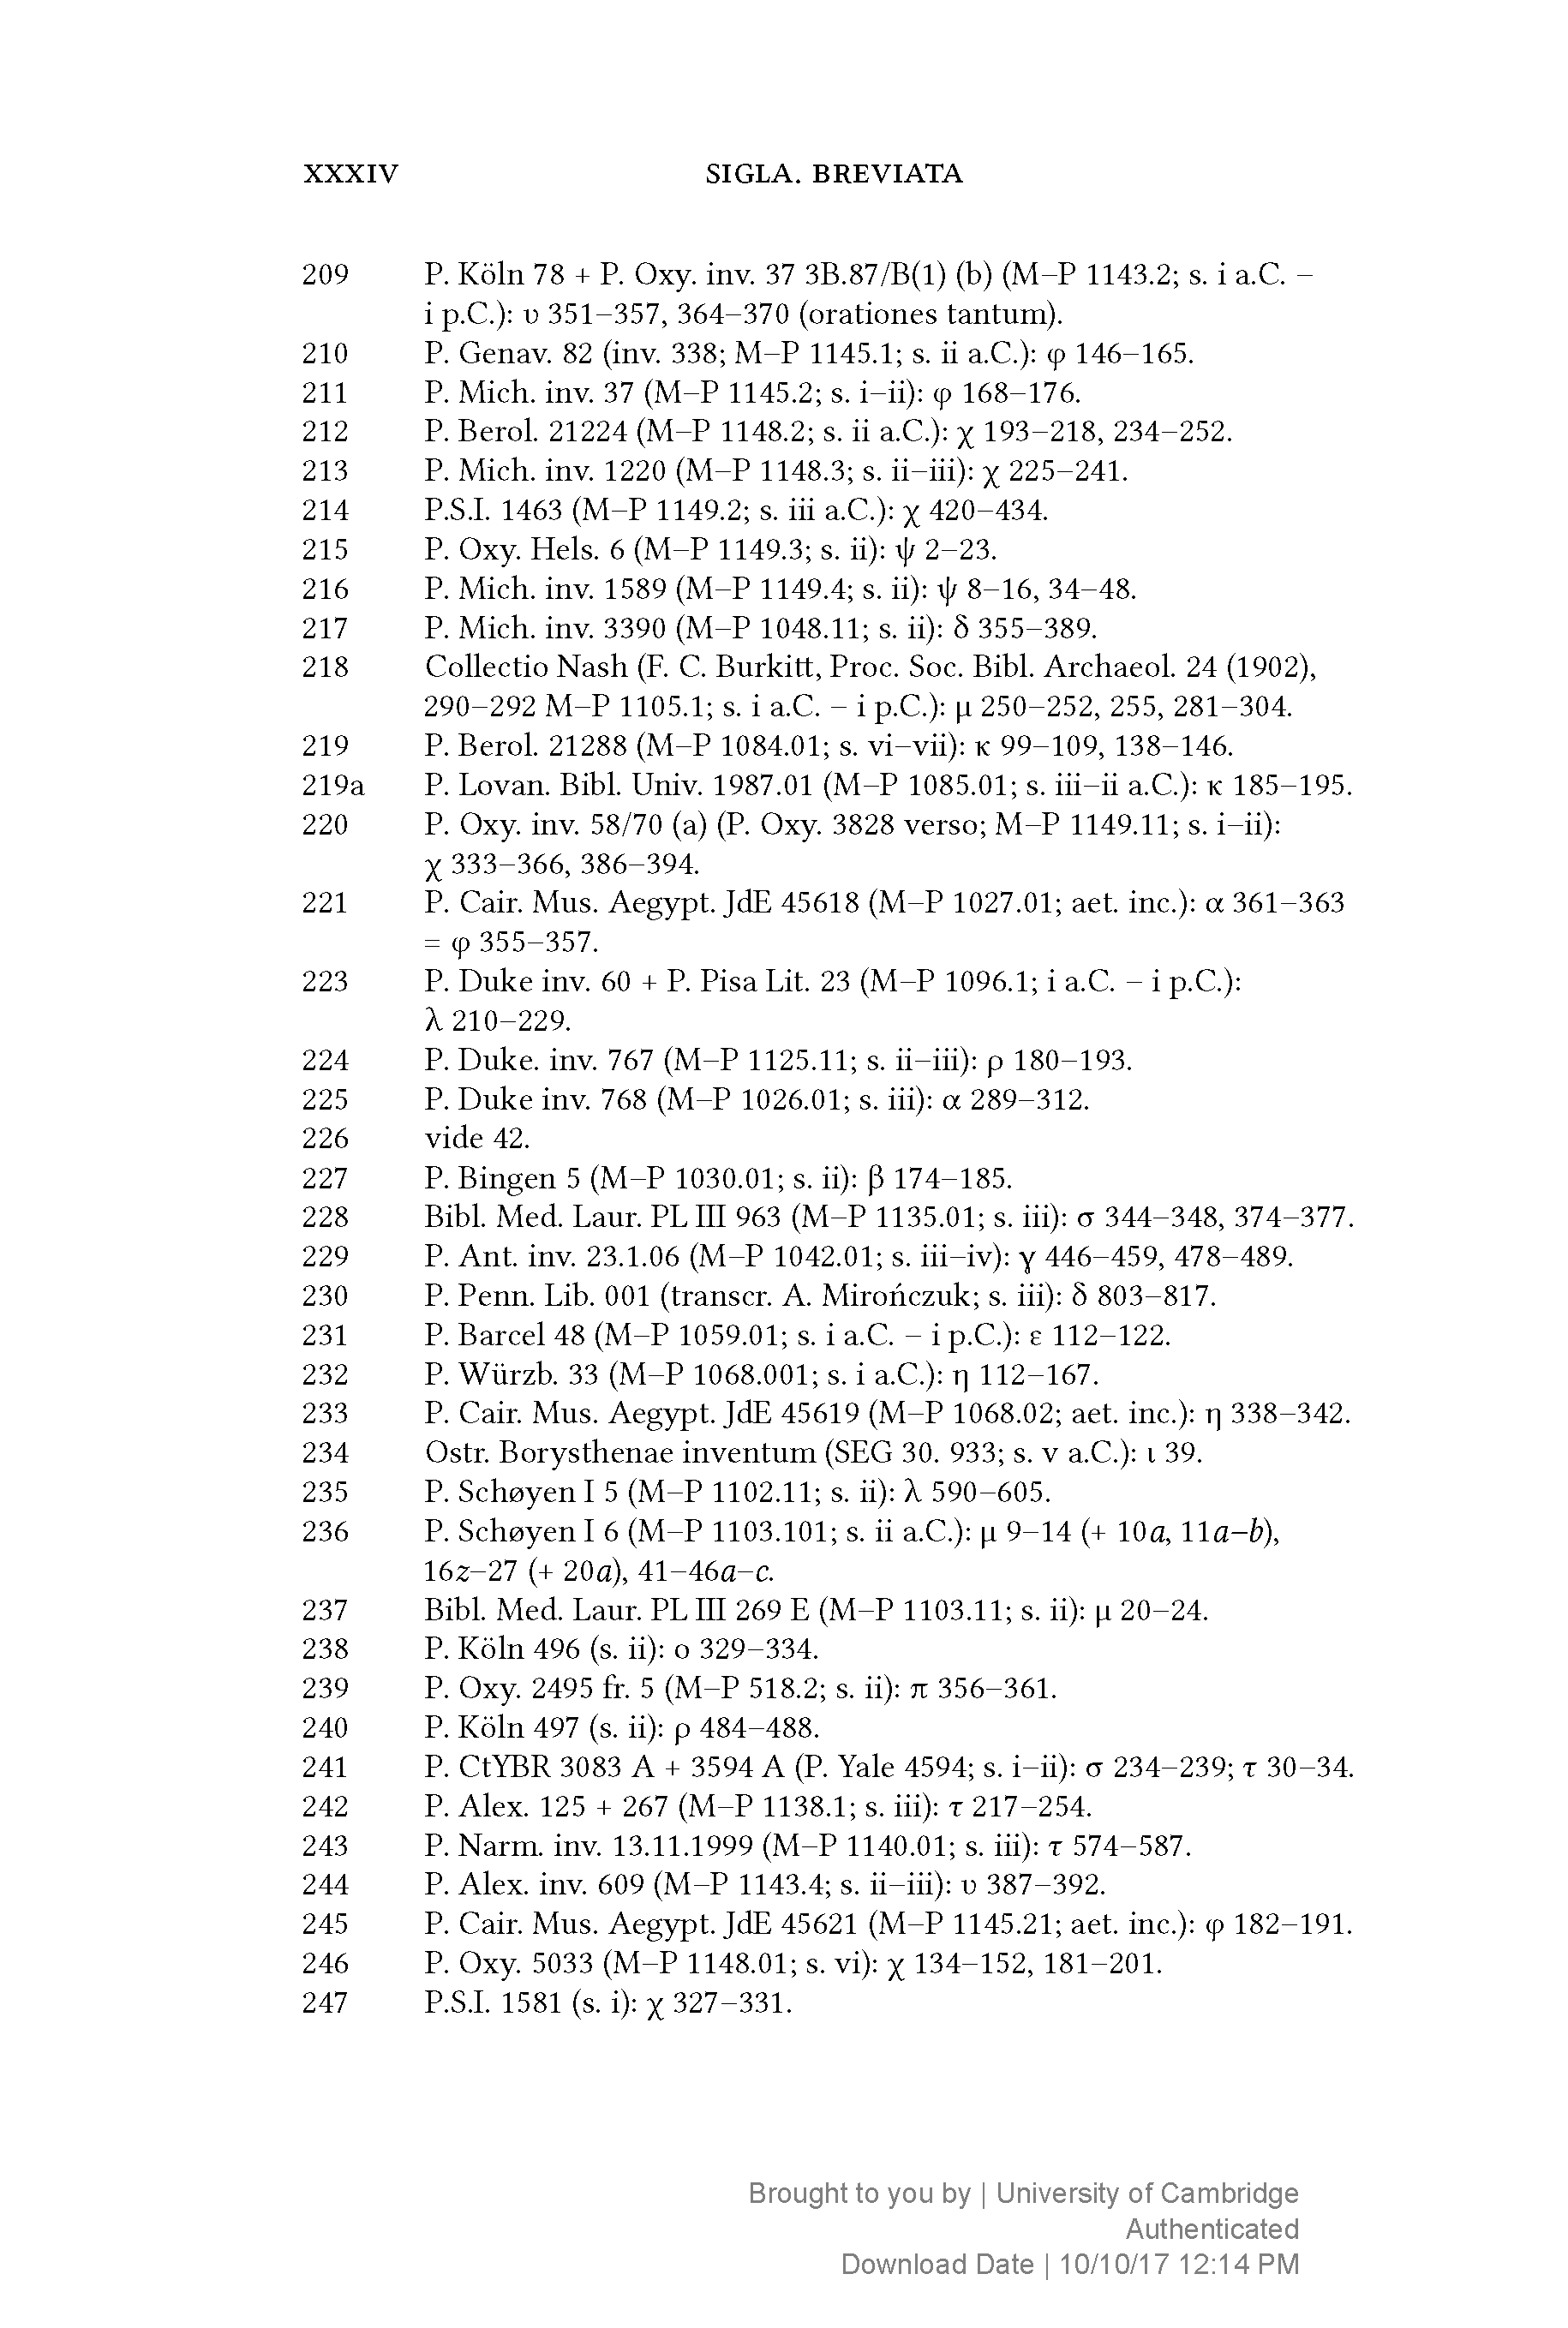 XXXIV SIGLA. BREVIATA
209 P. Köln 78 + P. Oxy. inv. 37 3B.87/B(1) (b) (M–P 1143.2; s. i a.C. –
i p.C.): υ 351–357, 364–370 (orationes tantum).
210 P. Genav. 82 (inv. 338; M–P 1145.1; s. ii a.C.): φ 146–165.
211 P. Mich. inv. 37 (M–P 1145.2; s. i–ii): φ 168–176.
212 P. Berol. 21224 (M–P 1148.2; s. ii a.C.): χ 193–218, 234–252.
213 P. Mich. inv. 1220 (M–P 1148.3; s. ii–iii): χ 225–241.
214 P.S.I. 1463 (M–P 1149.2; s. iii a.C.): χ 420–434.
215 P. Oxy. Hels. 6 (M–P 1149.3; s. ii): ψ 2–23.
216 P. Mich. inv. 1589 (M–P 1149.4; s. ii): ψ 8–16, 34–48.
217 P. Mich. inv. 3390 (M–P 1048.11; s. ii): δ 355–389.
218 Collectio Nash (F. C. Burkitt, Proc. Soc. Bibl. Archaeol. 24 (1902),
290–292 M–P 1105.1; s. i a.C. – i p.C.): μ 250–252, 255, 281–304.
219 P. Berol. 21288 (M–P 1084.01; s. vi–vii): κ 99–109, 138–146.
219a P. Lovan. Bibl. Univ. 1987.01 (M–P 1085.01; s. iii–ii a.C.): κ 185–195.
220 P. Oxy. inv. 58/70 (a) (P. Oxy. 3828 verso; M–P 1149.11; s. i–ii):
χ 333–366, 386–394.
221 P. Cair. Mus. Aegypt. JdE 45618 (M–P 1027.01; aet. inc.): α 361–363
= φ 355–357.
223 P. Duke inv. 60 + P. Pisa Lit. 23 (M–P 1096.1; i a.C. – i p.C.):
λ 210–229.
224 P. Duke. inv. 767 (M–P 1125.11; s. ii–iii): ρ 180–193.
225 P. Duke inv. 768 (M–P 1026.01; s. iii): α 289–312.
226 vide 42.
227 P. Bingen 5 (M–P 1030.01; s. ii): β 174–185.
228 Bibl. Med. Laur. PL III 963 (M–P 1135.01; s. iii): σ 344–348, 374–377.
229 P. Ant. inv. 23.1.06 (M–P 1042.01; s. iii–iv): γ 446–459, 478–489.
230 P. Penn. Lib. 001 (transcr. A. Mirończuk; s. iii): δ 803–817.
231 P. Barcel 48 (M–P 1059.01; s. i a.C. – i p.C.): ε 112–122.
232 P. Würzb. 33 (M–P 1068.001; s. i a.C.): η 112–167.
233 P. Cair. Mus. Aegypt. JdE 45619 (M–P 1068.02; aet. inc.): η 338–342.
234 Ostr. Borysthenae inventum (SEG 30. 933; s. v a.C.): ι 39.
235 P. Schøyen I 5 (M–P 1102.11; s. ii): λ 590–605.
236 P. Schøyen I 6 (M–P 1103.101; s. ii a.C.): μ 9–14 (+ 10a, 11a–b),
16z–27 (+ 20a), 41–46a–c.
237 Bibl. Med. Laur. PL III 269 E (M–P 1103.11; s. ii): μ 20–24.
238 P. Köln 496 (s. ii): ο 329–334.
239 P. Oxy. 2495 fr. 5 (M–P 518.2; s. ii): π 356–361.
240 P. Köln 497 (s. ii): ρ 484–488.
241 P. CtYBR 3083 A + 3594 A (P. Yale 4594; s. i–ii): σ 234–239; τ 30–34.
242 P. Alex. 125 + 267 (M–P 1138.1; s. iii): τ 217–254.
243 P. Narm. inv. 13.11.1999 (M–P 1140.01; s. iii): τ 574–587.
244 P. Alex. inv. 609 (M–P 1143.4; s. ii–iii): υ 387–392.
245 P. Cair. Mus. Aegypt. JdE 45621 (M–P 1145.21; aet. inc.): φ 182–191.
246 P. Oxy. 5033 (M–P 1148.01; s. vi): χ 134–152, 181–201.
247 P.S.I. 1581 (s. i): χ 327–331.
Brought to you by | University of Cambridge
Authenticated
Download Date | 10/10/17 12:14 PM